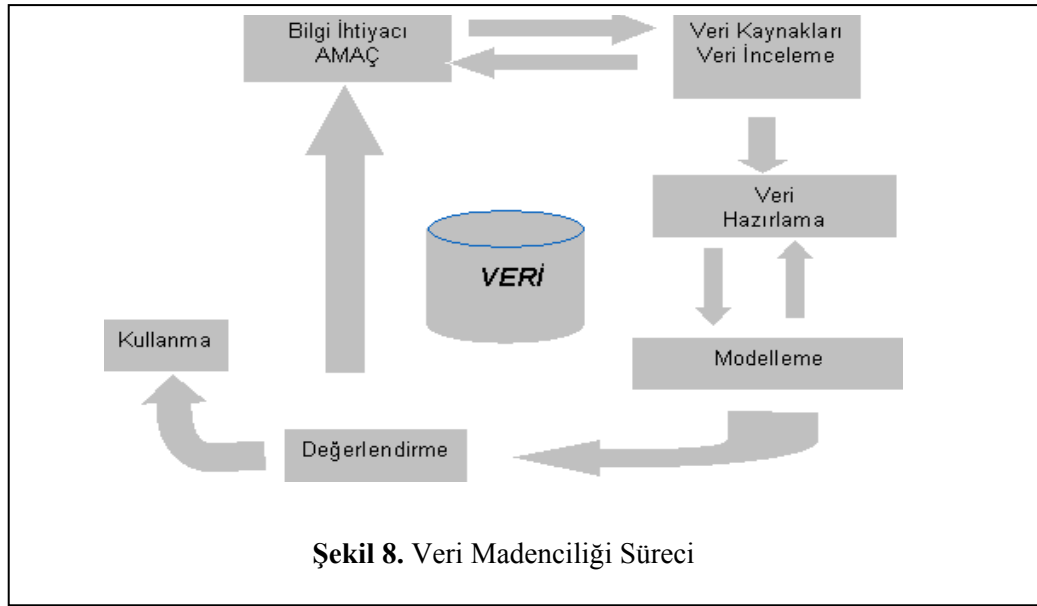 Bilgi İhtiyacı
AMAÇ
Veri Kaynakları
Veri İnceleme
Veri
Hazırlama
VERİ
Kullanma
Modelleme
Değerlendirme
Şekil 8. Veri Madenciliği Süreci